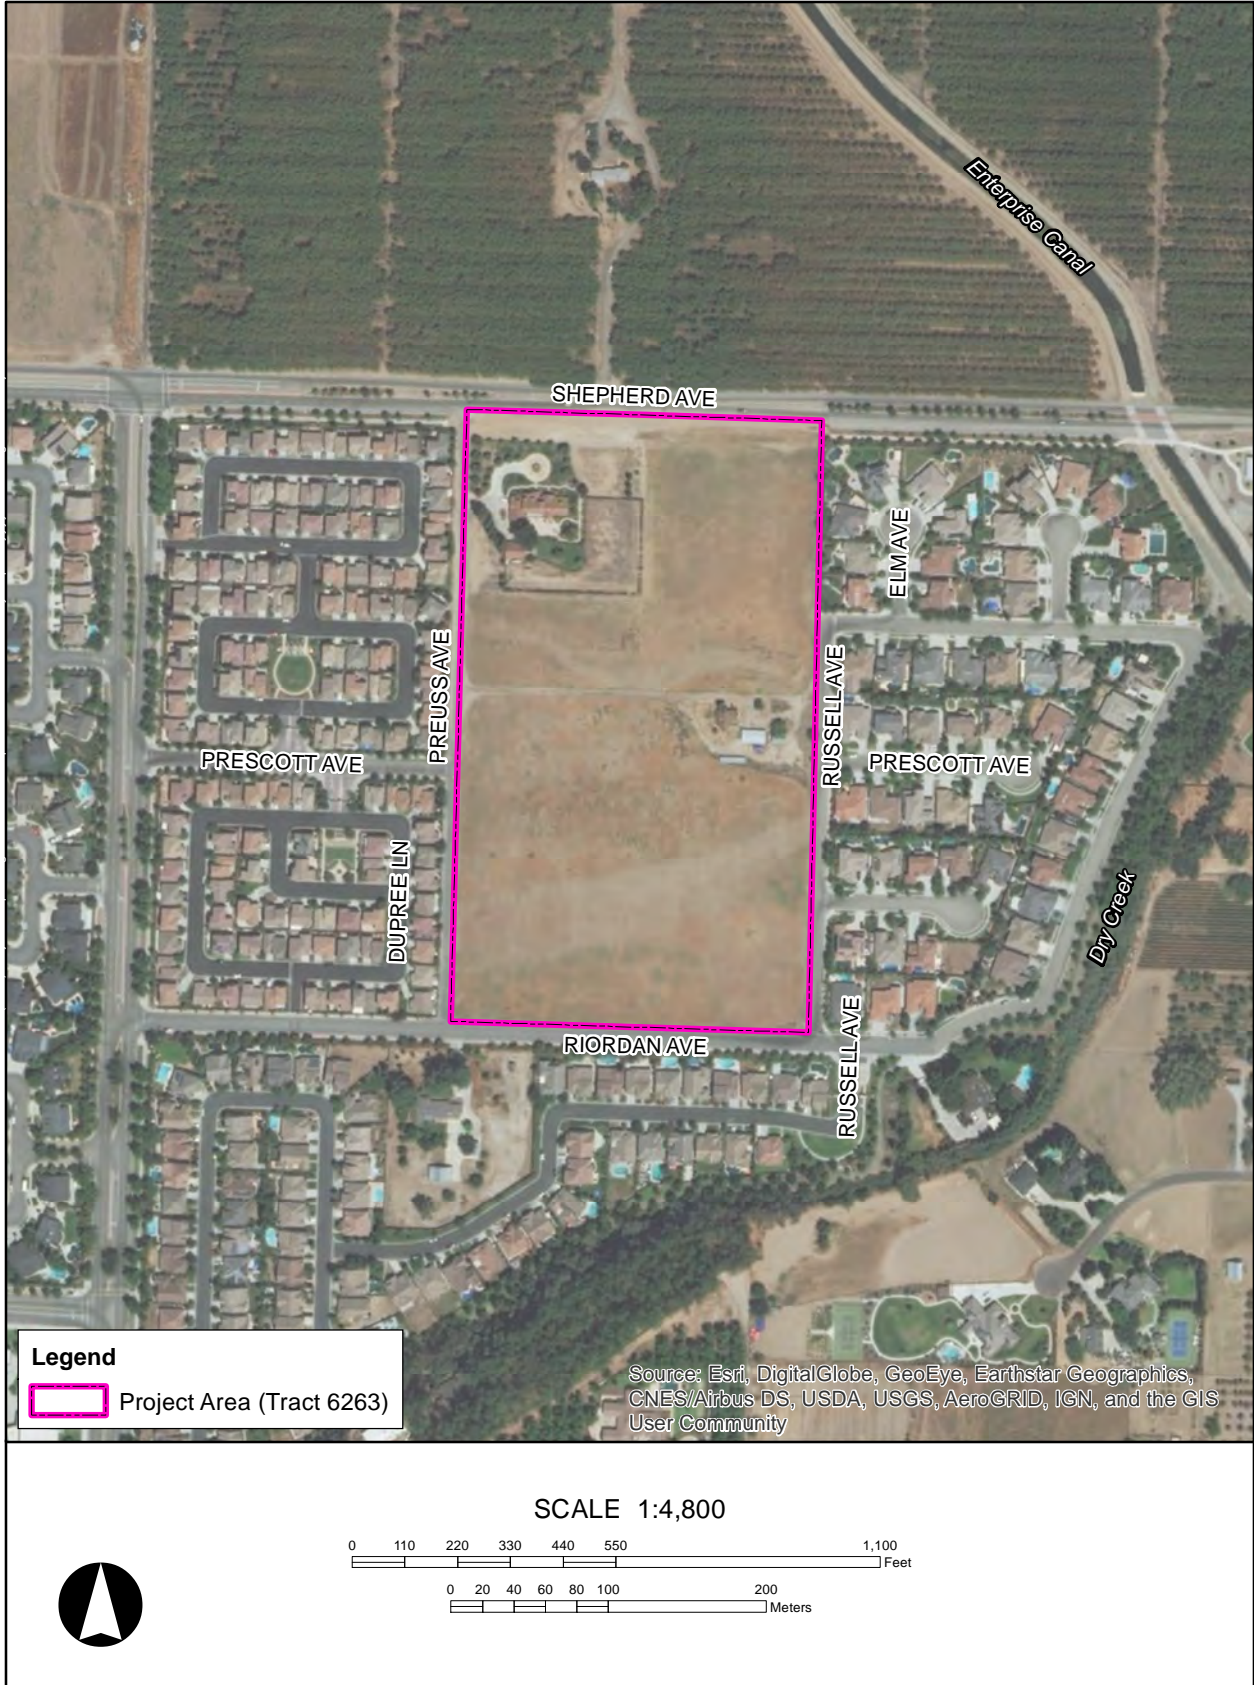 Enterprise Canal
SHEPHERD AVE
ELM AVE
PREUSS AVE
RUSSELL AVE
PRESCOTT AVE
PRESCOTT AVE
DUPREE LN
Dry Creek
RUSSELL AVE
RIORDAN AVE
Legend
Project Area (Tract 6263)
Source: Esri, DigitalGlobe, GeoEye, Earthstar Geographics,
CNES/Airbus DS, USDA, USGS, AeroGRID, IGN, and the GIS
User Community
SCALE 1:4,800
0 110 220 330 440 550 1,100
Feet
0 20 40 60 80 100 200
Meters